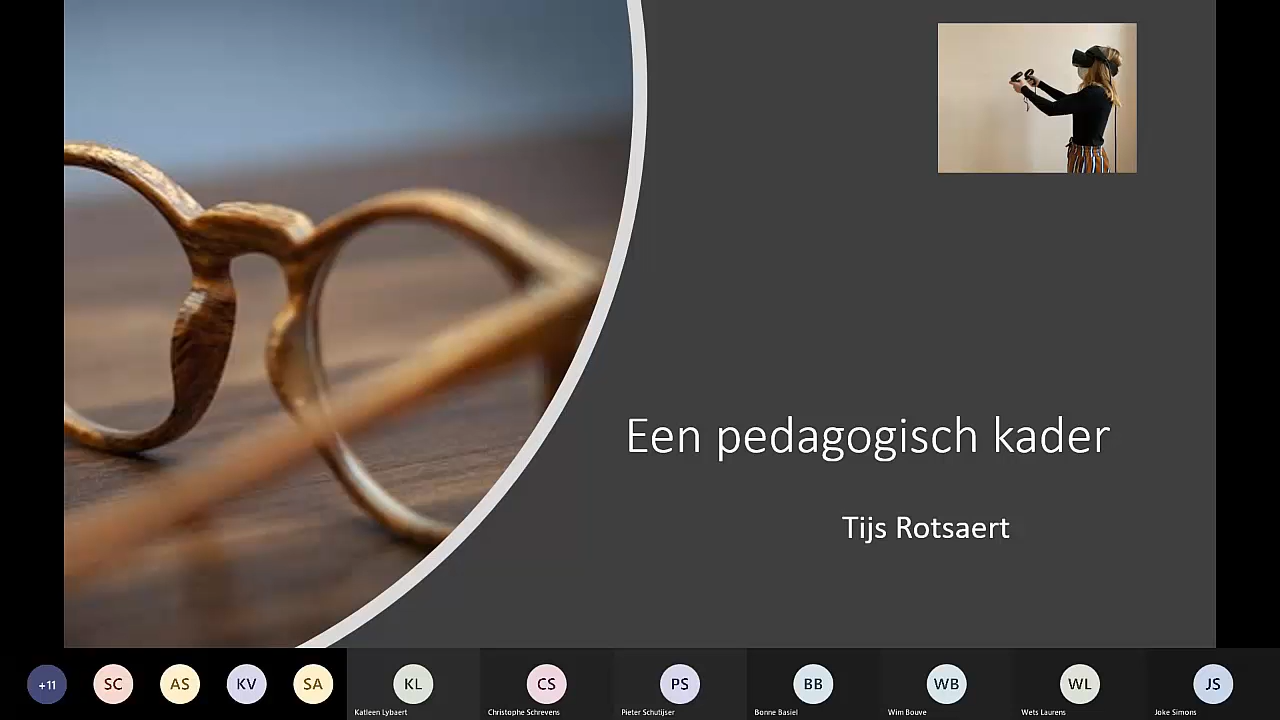 Een pedagogisch kader
Tijs Rotsaert
+11
SC
AS
KV
SA
KL
CS
PS
BB
WB
WL
JS
Katleen Lybaert
Christophe Schrevens
Pieter Schutijser
Bonne Basiel
Wim Bouve
Wets Laurens
Joke Simons